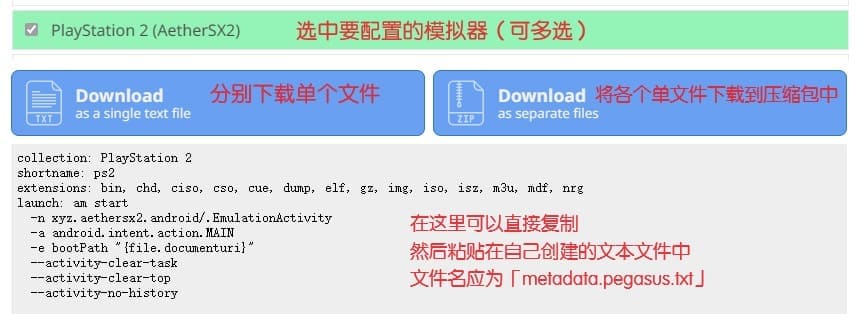 PlayStation 2 (AetherSX2) 选中要配置的模拟器（可多选）
Download 分别下载单个文件
as a single text file
TXT
Download 将各个单文件下载到压缩包中
as separate files
ZIP
collection: PlayStation 2
shortname: ps2
extensions: bin, chd, ciso, cso, cue, dump, elf, gz, img, iso, isz, m3u, mdf, nrg
launch: am start
-n xyz.aethersx2.android/.EmulationActivity
-a android.intent.action.MAIN
-e bootPath "{file.documenturi}"
--activity-clear-task
--activity-clear-top
--activity-no-history
在这里可以直接复制
然后粘贴在自己创建的文本文件中
文件名应为「metadata.pegasus.txt」